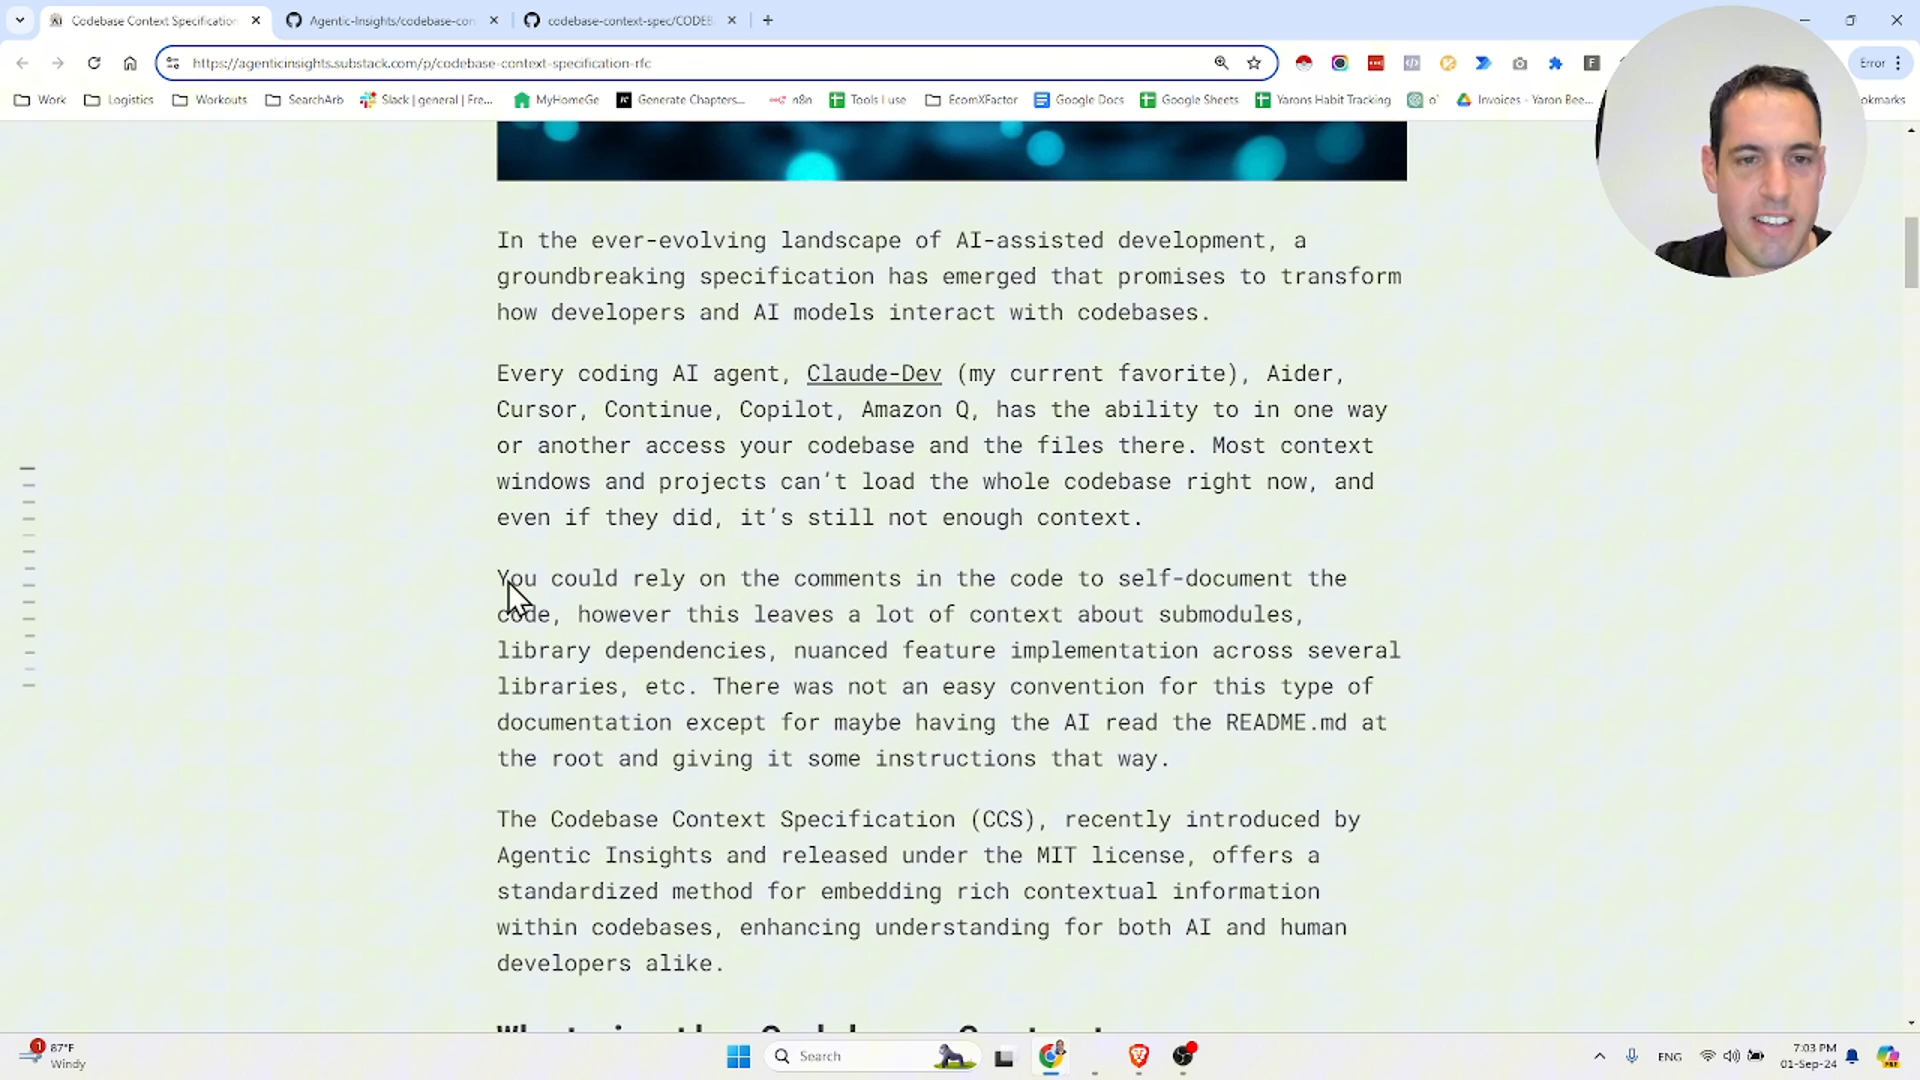 Codebase Context Specification
Agentic-Insights/codebase-con
codebase-context-spec/CODEB
https://agenticinsights.substack.com/p/codebase-context-specification-rfc
Error
Work
Logistics
Workouts
SearchArb
Slack | general | Fre...
MyHomeGe
Generate Chapters...
n8n
Tools I use
EcomXFactor
Google Docs
Google Sheets
Yarons Habit Tracking
o'
Invoices - Yaron Bee...
okmarks
In the ever-evolving landscape of AI-assisted development, a
groundbreaking specification has emerged that promises to transform
how developers and AI models interact with codebases.
Every coding AI agent, Claude-Dev (my current favorite), Aider,
Cursor, Continue, Copilot, Amazon Q, has the ability to in one way
or another access your codebase and the files there. Most context
windows and projects can’t load the whole codebase right now, and
even if they did, it’s still not enough context.
You could rely on the comments in the code to self-document the
code, however this leaves a lot of context about submodules,
library dependencies, nuanced feature implementation across several
libraries, etc. There was not an easy convention for this type of
documentation except for maybe having the AI read the README.md at
the root and giving it some instructions that way.
The Codebase Context Specification (CCS), recently introduced by
Agentic Insights and released under the MIT license, offers a
standardized method for embedding rich contextual information
within codebases, enhancing understanding for both AI and human
developers alike.
1
87°F
Windy
Search
ENG
7:03 PM
01-Sep-24